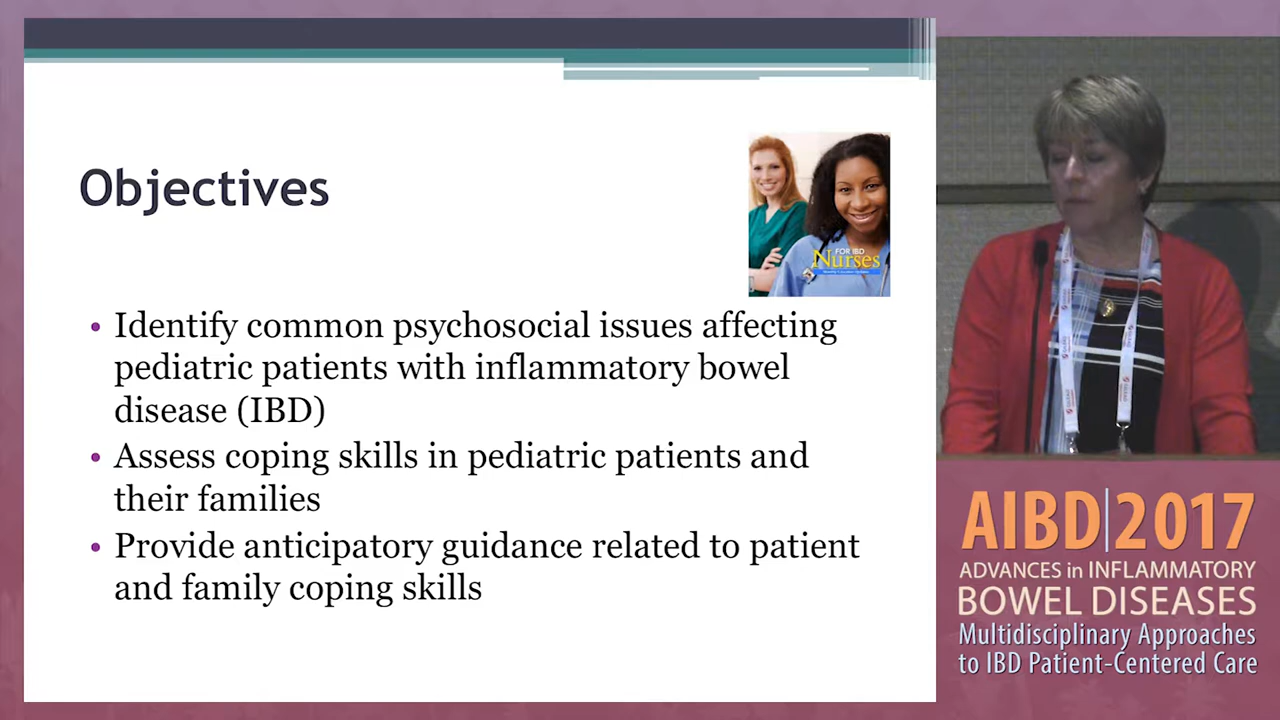 Objectives
FOR IBD
Nurses
• Identify common psychosocial issues affecting
pediatric patients with inflammatory bowel
disease (IBD)
• Assess coping skills in pediatric patients and
their families
• Provide anticipatory guidance related to patient
and family coping skills
AIBD|2017
ADVANCES in INFLAMMATORY
BOWEL DISEASES
Multidisciplinary Approaches
to IBD Patient-Centered Care